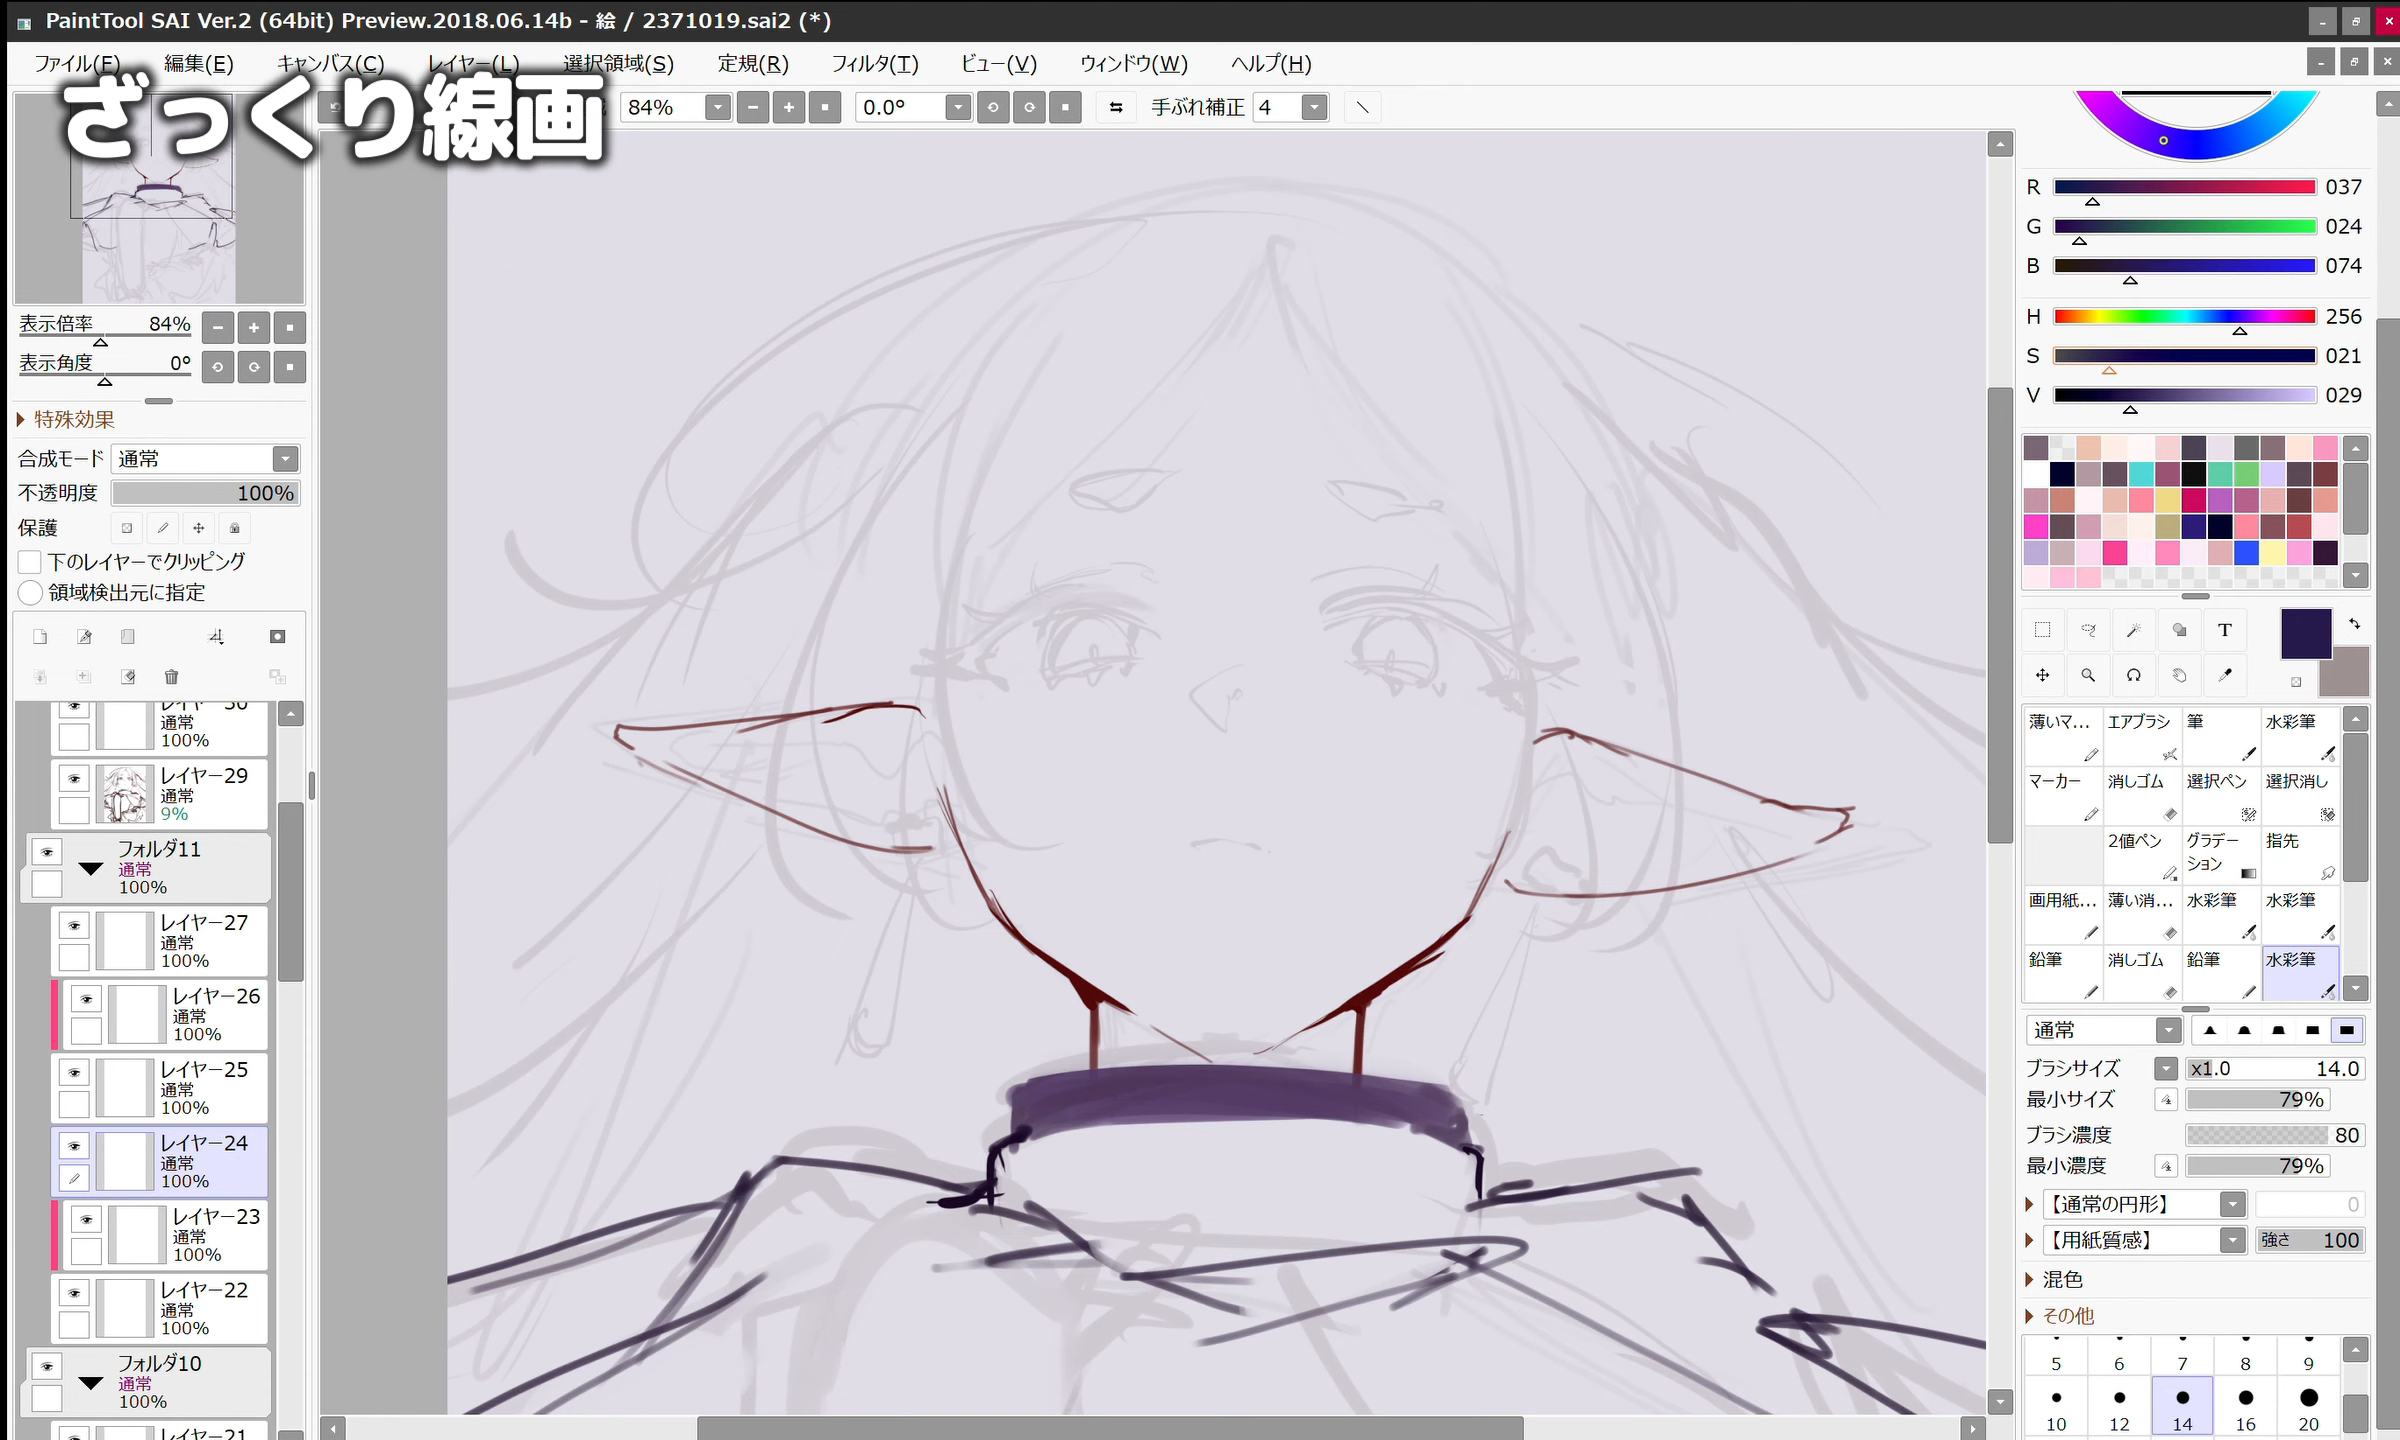 PaintTool SAI Ver.2 (64bit) Preview.2018.06.14b - 絵 / 2371019.sai2 (*)
ファイル(F) 編集(E) キャンバス(C) レイヤー(L) 選択領域(S) 定規(R) フィルタ(T) ビュー(V) ウィンドウ(W) ヘルプ(H)
ざっくり線画
84% 0.0° 手ぶれ補正 4
表示倍率 84%
表示角度 0°
特殊効果
合成モード 通常
不透明度 100%
保護
下のレイヤーでクリッピング
領域検出元に指定
レイヤー30
通常
100%
レイヤー29
通常
9%
フォルダ11
通常
100%
レイヤー27
通常
100%
レイヤー26
通常
100%
レイヤー25
通常
100%
レイヤー24
通常
100%
レイヤー23
通常
100%
レイヤー22
通常
100%
フォルダ10
通常
100%
レイヤー21
R 037
G 024
B 074
H 256
S 021
V 029
T
薄いマ... エアブラシ 筆 水彩筆
マーカー 消しゴム 選択ペン 選択消し
2値ペン グラデーション 指先
画用紙... 薄い消... 水彩筆 水彩筆
鉛筆 消しゴム 鉛筆 水彩筆
通常
ブラシサイズ x1.0 14.0
最小サイズ 79%
ブラシ濃度 80
最小濃度 79%
【通常の円形】 0
【用紙質感】 強さ 100
混色
その他
5 6 7 8 9
10 12 14 16 20